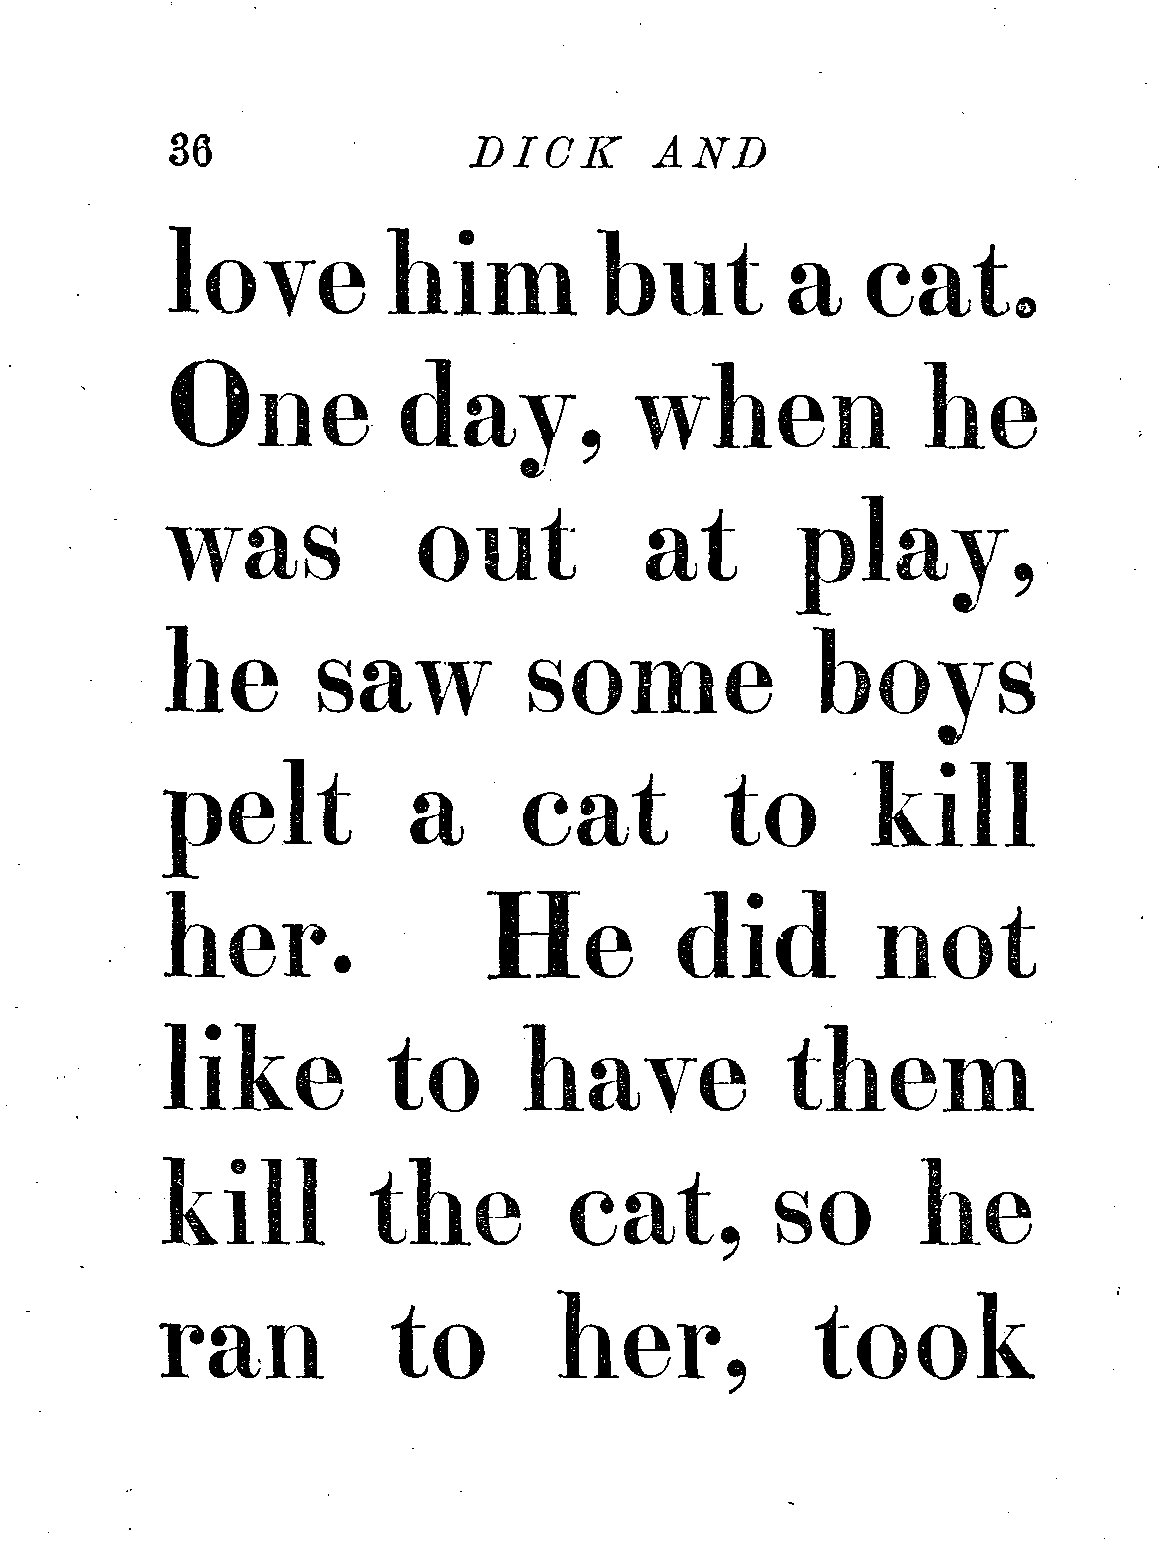 36 DICK AND
love him but a cat.
One day, when he
was out at play,
he saw some boys
pelt a cat to kill
her. He did not
like to have them
kill the cat, so he
ran to her, took